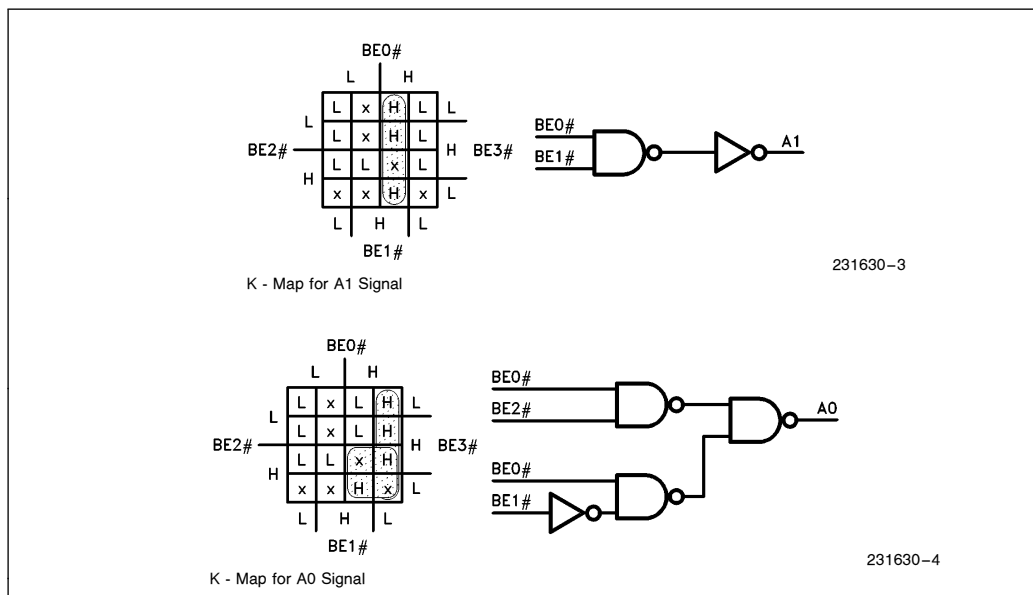 BE0#
L H
L x H L L
L
L x H L
BE2# H BE3#
L L x L
H
x x H x L
L H L
BE1#
K - Map for A1 Signal
BE0#
BE1#
A1
231630-3
BE0#
L H
L x L H L
L
L x L H
BE2# H BE3#
L L x H
H
x x H x L
L H L
BE1#
K - Map for A0 Signal
BE0#
BE2#
BE0#
BE1#
A0
231630-4